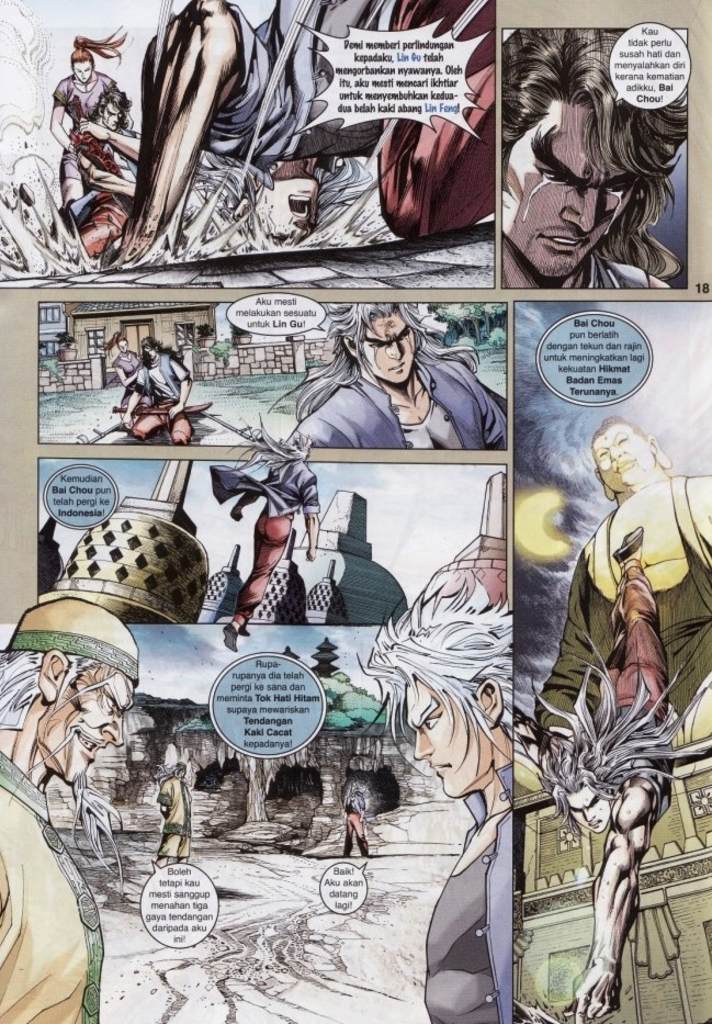 Demi memberi perlindungan
kepadaku, Lin Gu telah
mengorbankan nyawanya. Oleh
itu, aku mesti mencari ikhtiar
untuk menyembuhkan kedua-
dua belah kaki abang Lin Feng!
Kau
tidak perlu
susah hati dan
menyalahkan diri
kerana kematian
adikku, Bai
Chou!
18
Aku mesti
melakukan sesuatu
untuk Lin Gu!
Kemudian
Bai Chou pun
telah pergi ke
Indonesia!
Rupa-
rupanya dia telah
pergi ke sana dan
meminta Tok Hati Hitam
supaya mewariskan
Tendangan
Kaki Cacat
kepadanya!
Boleh
tetapi kau
mesti sanggup
menahan tiga
gaya tendangan
daripada aku
ini!
Baik!
Aku akan
datang
lagi!
Bai Chou
pun berlatih
dengan tekun dan rajin
untuk meningkatkan lagi
kekuatan Hikmat
Badan Emas
Terunanya.